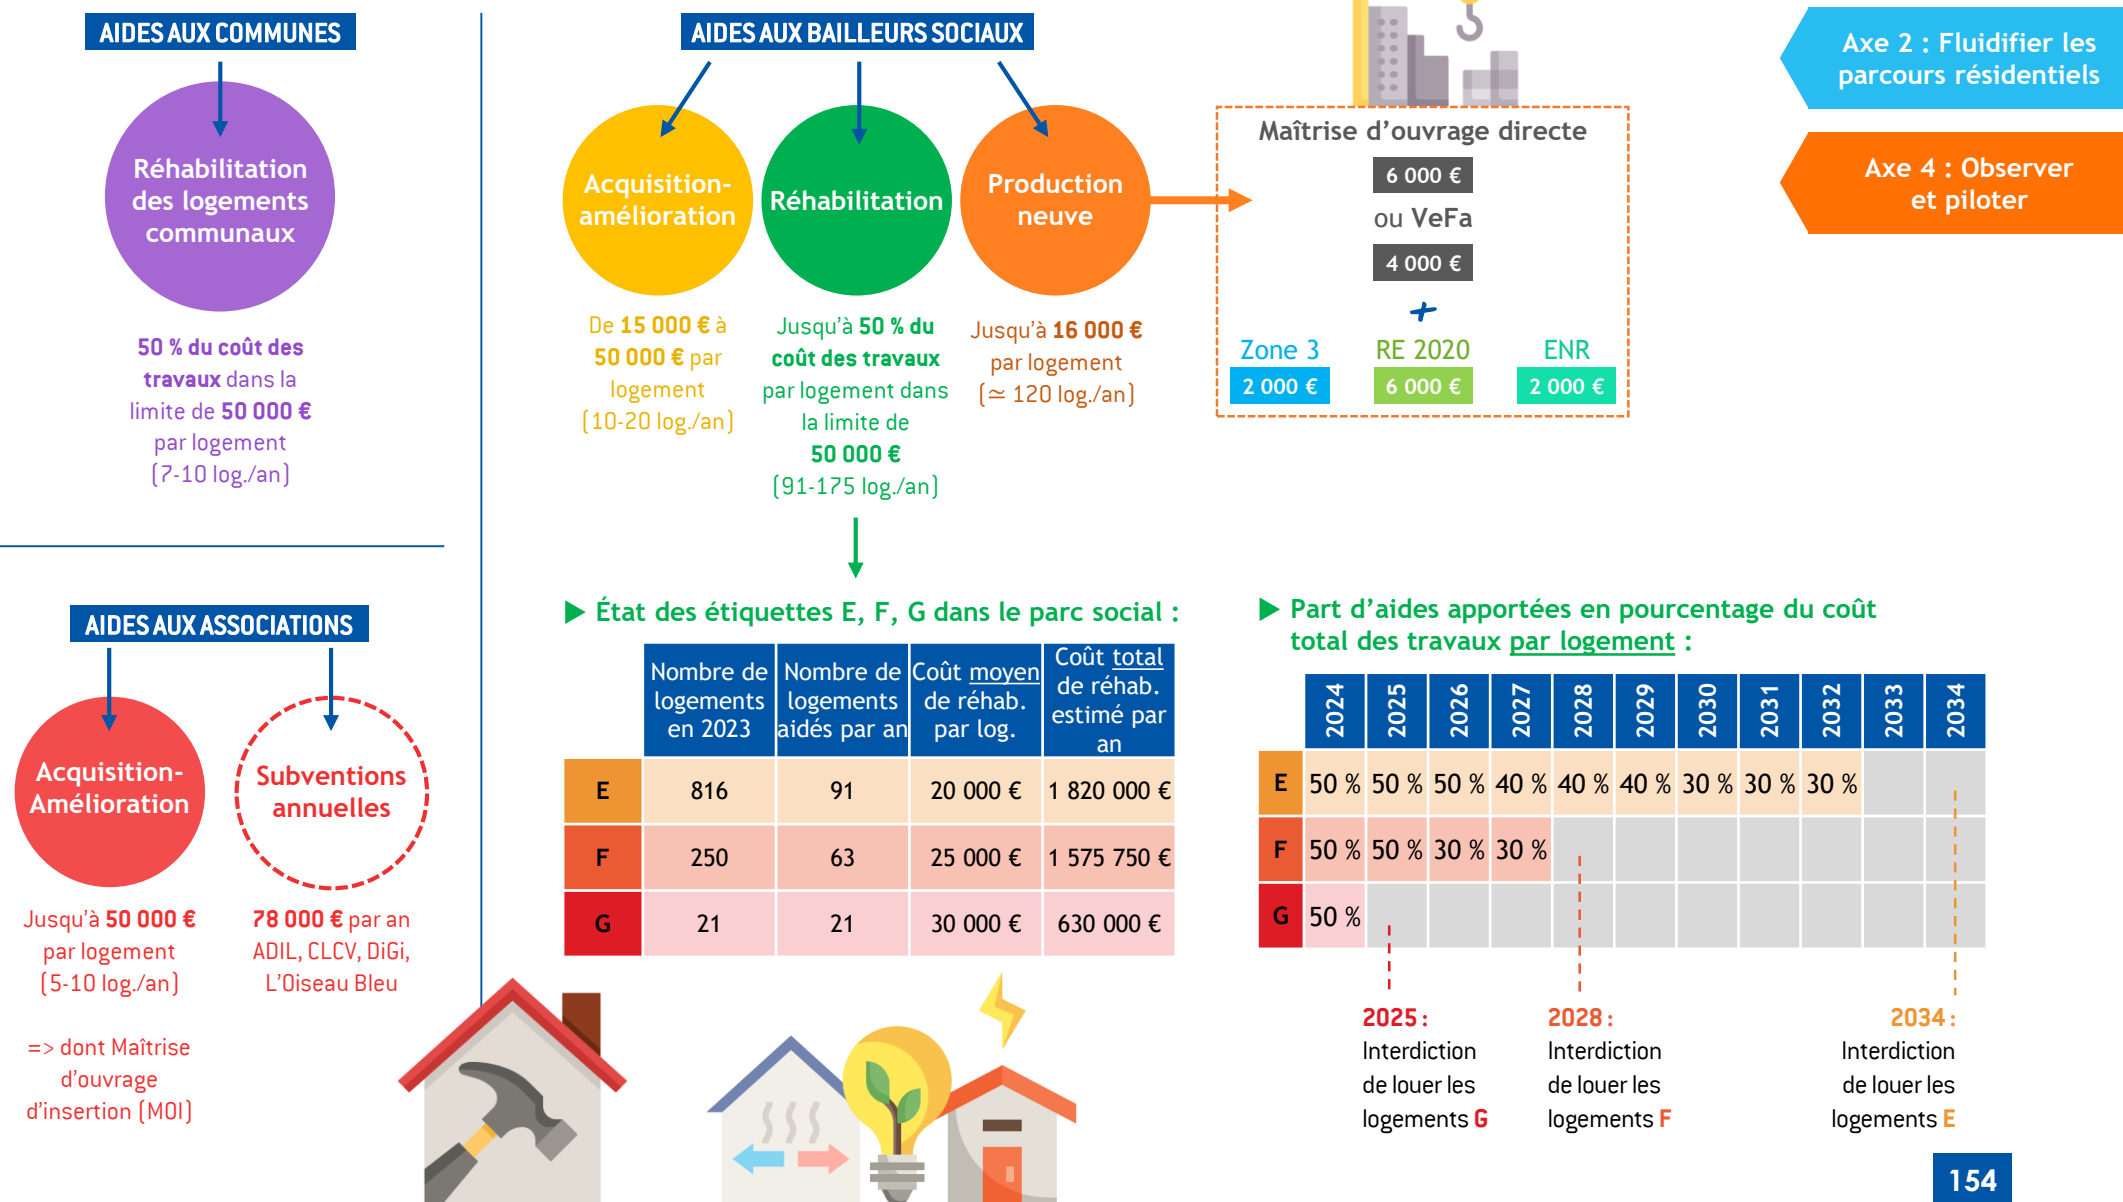 AIDES AUX COMMUNES
Réhabilitation
des logements
communaux
50 % du coût des
travaux dans la
limite de 50 000 €
par logement
(7-10 log./an)
AIDES AUX ASSOCIATIONS
Acquisition-
Amélioration
Jusqu'à 50 000 €
par logement
(5-10 log./an)
=> dont Maîtrise
d'ouvrage
d'insertion (MOI)
Subventions
annuelles
78 000 € par an
ADIL, CLCV, DiGi,
L'Oiseau Bleu
AIDES AUX BAILLEURS SOCIAUX
Acquisition-
amélioration
De 15 000 € à
50 000 € par
logement
(10-20 log./an)
Réhabilitation
Jusqu'à 50 % du
coût des travaux
par logement dans
la limite de
50 000 €
(91-175 log./an)
Production
neuve
Jusqu'à 16 000 €
par logement
(≃ 120 log./an)
Maîtrise d'ouvrage directe
6 000 €
ou VeFa
4 000 €
+
Zone 3 RE 2020 ENR
2 000 € 6 000 € 2 000 €
Axe 2 : Fluidifier les
parcours résidentiels
Axe 4 : Observer
et piloter
État des étiquettes E, F, G dans le parc social :
Nombre de
logements
en 2023
Nombre de
logements
aidés par an
Coût moyen
de réhab.
par log.
Coût total
de réhab.
estimé par
an
E 816 91 20 000 € 1 820 000 €
F 250 63 25 000 € 1 575 750 €
G 21 21 30 000 € 630 000 €
Part d'aides apportées en pourcentage du coût
total des travaux par logement :
2024 2025 2026 2027 2028 2029 2030 2031 2032 2033 2034
E 50 % 50 % 50 % 40 % 40 % 40 % 30 % 30 % 30 %
F 50 % 50 % 30 % 30 %
G 50 %
2025 :
Interdiction
de louer les
logements G
2028 :
Interdiction
de louer les
logements F
2034 :
Interdiction
de louer les
logements E
154